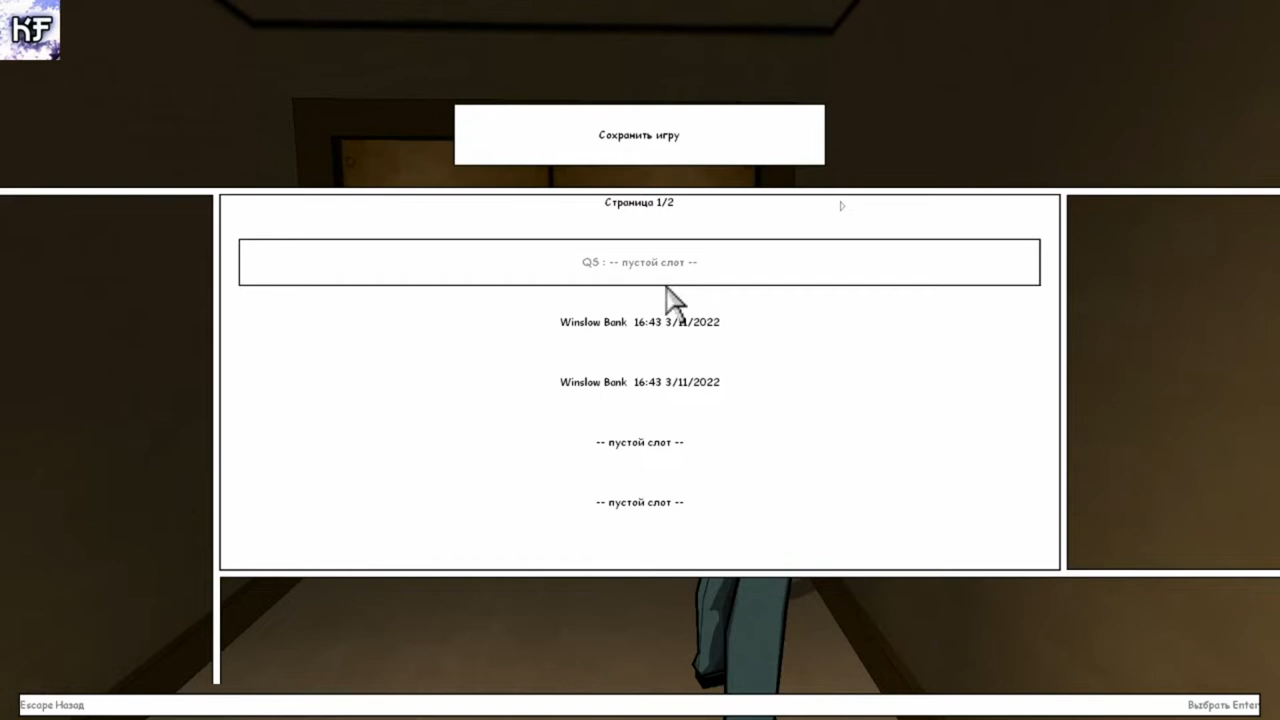 KF
Сохранить игру
Страница 1/2
QS : -- пустой слот --
Winslow Bank 16:43 3/11/2022
Winslow Bank 16:43 3/11/2022
-- пустой слот --
-- пустой слот --
Escape Назад
Выбрать Enter